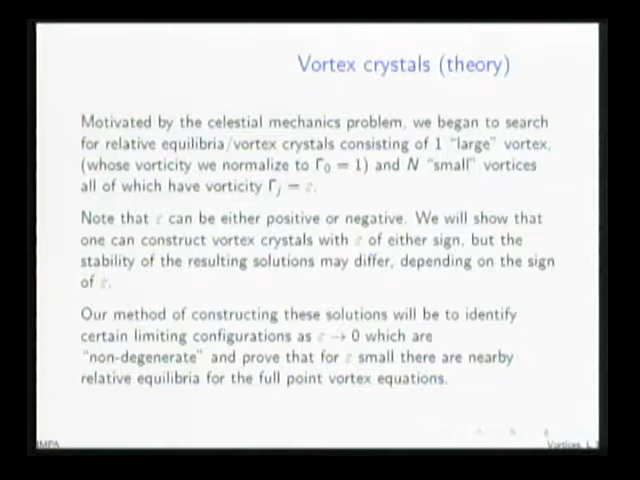 Vortex crystals (theory)
Motivated by the celestial mechanics problem, we began to search
for relative equilibria/vortex crystals consisting of 1 "large" vortex,
(whose vorticity we normalize to Γ₀ = 1) and N "small" vortices
all of which have vorticity Γⱼ = ε.
Note that ε can be either positive or negative. We will show that
one can construct vortex crystals with ε of either sign, but the
stability of the resulting solutions may differ, depending on the sign
of ε.
Our method of constructing these solutions will be to identify
certain limiting configurations as ε → 0 which are
"non-degenerate" and prove that for ε small there are nearby
relative equilibria for the full point vortex equations.
IMPA
Vortices, L